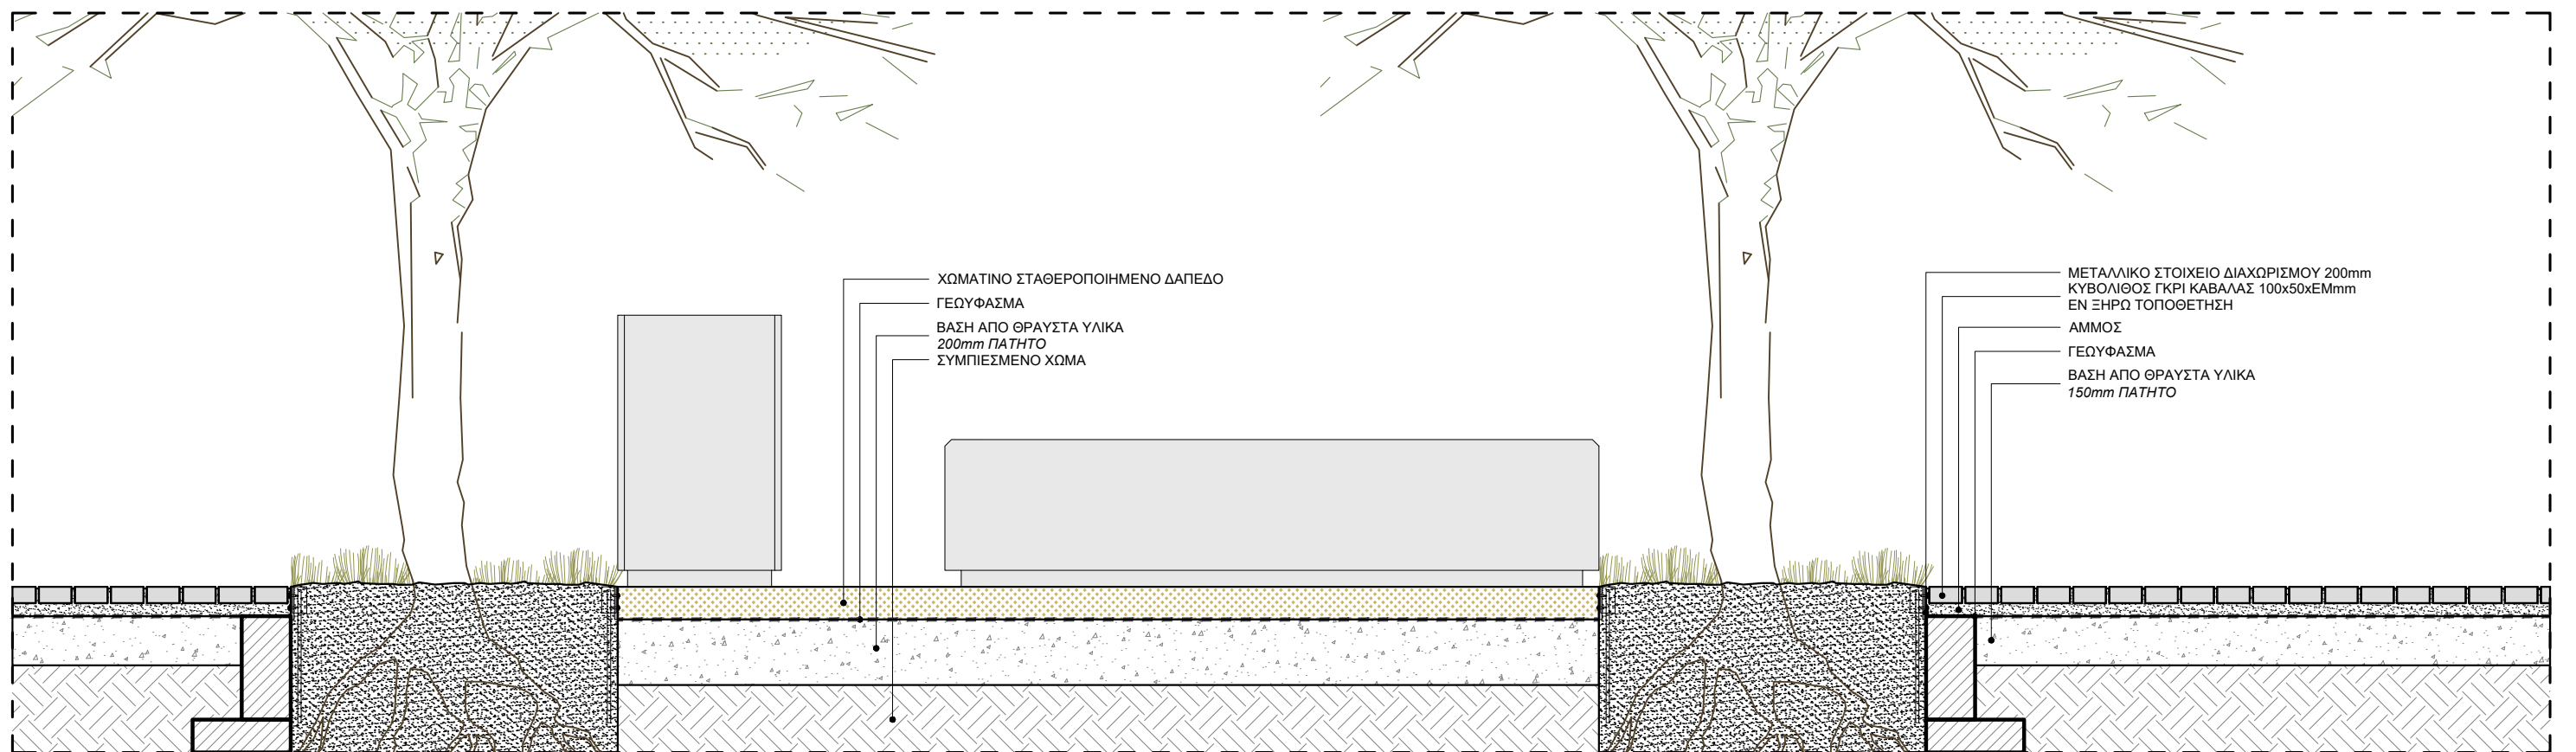 ΧΩΜΑΤΙΝΟ ΣΤΑΘΕΡΟΠΟΙΗΜΕΝΟ ΔΑΠΕΔΟ
ΓΕΩΥΦΑΣΜΑ
ΒΑΣΗ ΑΠΟ ΘΡΑΥΣΤΑ ΥΛΙΚΑ
200mm ΠΑΤΗΤΟ
ΣΥΜΠΙΕΣΜΕΝΟ ΧΩΜΑ
ΜΕΤΑΛΛΙΚΟ ΣΤΟΙΧΕΙΟ ΔΙΑΧΩΡΙΣΜΟΥ 200mm
ΚΥΒΟΛΙΘΟΣ ΓΚΡΙ ΚΑΒΑΛΑΣ 100x50xΕΜmm
ΕΝ ΞΗΡΩ ΤΟΠΟΘΕΤΗΣΗ
ΑΜΜΟΣ
ΓΕΩΥΦΑΣΜΑ
ΒΑΣΗ ΑΠΟ ΘΡΑΥΣΤΑ ΥΛΙΚΑ
150mm ΠΑΤΗΤΟ